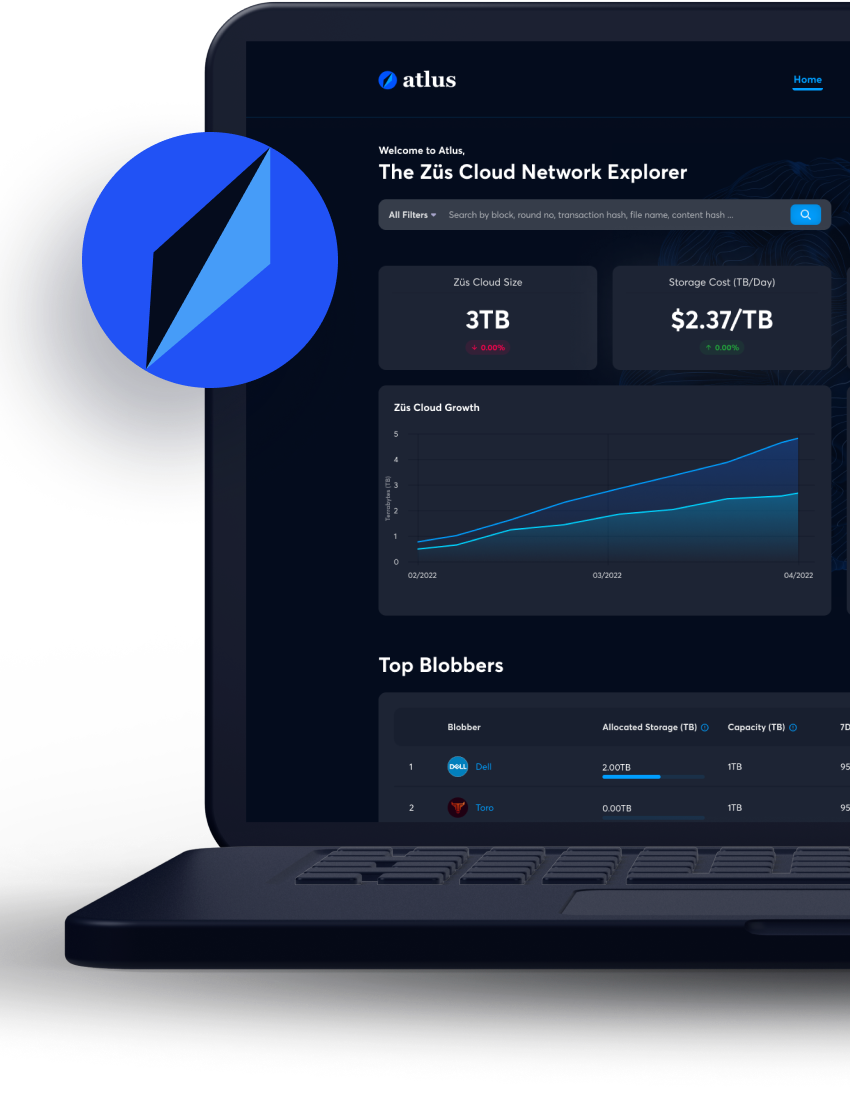 atlus
Home
Welcome to Atlus,
The Züs Cloud Network Explorer
All Filters
Search by block, round no, transaction hash, file name, content hash ...
Züs Cloud Size
Storage Cost (TB/Day)
3TB
$2.37/TB
↓ 0.00%
↑ 0.00%
Züs Cloud Growth
5
4
3
2
1
0
Terrabytes (TB)
02/2022
03/2022
04/2022
Top Blobbers
Blobber
Allocated Storage (TB)
Capacity (TB)
7D
1
DELL
Dell
2.00TB
1TB
95
2
Toro
0.00TB
1TB
95